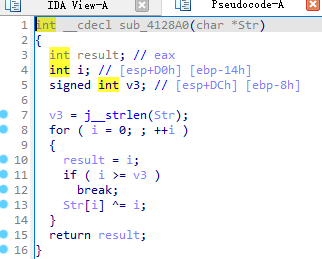 IDA View-A Pseudocode-A
1 int __cdecl sub_4128A0(char *Str)
2 {
3 int result; // eax
4 int i; // [esp+D0h] [ebp-14h]
5 signed int v3; // [esp+DCh] [ebp-8h]
6
7 v3 = j__strlen(Str);
8 for ( i = 0; ; ++i )
9 {
10 result = i;
11 if ( i >= v3 )
12 break;
13 Str[i] ^= i;
14 }
15 return result;
16 }